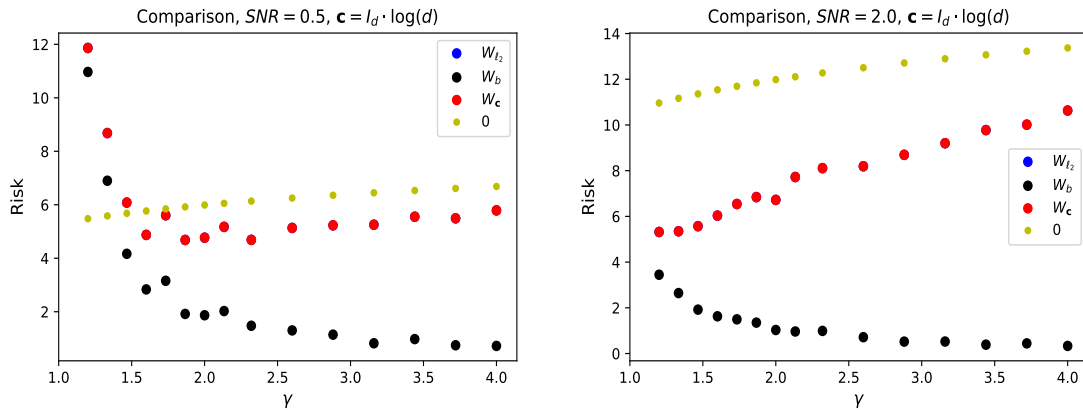 Comparison, SNR = 0.5, c = I_d · log(d)
12
10
8
6
4
2
Risk
W_ℓ₂
W_b
W_c
0
1.0 1.5 2.0 2.5 3.0 3.5 4.0
γ
Comparison, SNR = 2.0, c = I_d · log(d)
14
12
10
8
6
4
2
0
Risk
W_ℓ₂
W_b
W_c
0
1.0 1.5 2.0 2.5 3.0 3.5 4.0
γ